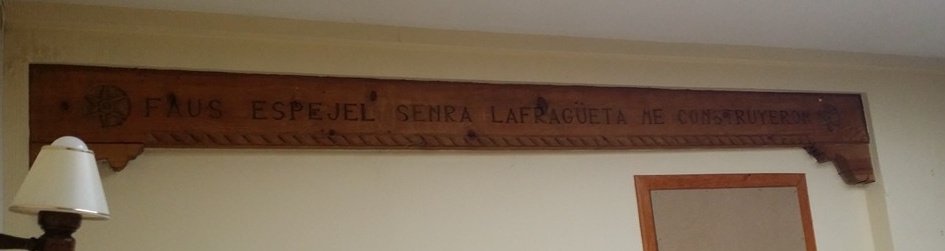 FAUS ESPEJEL SENRA LAFRAGÜETA ME CONSTRUYERON